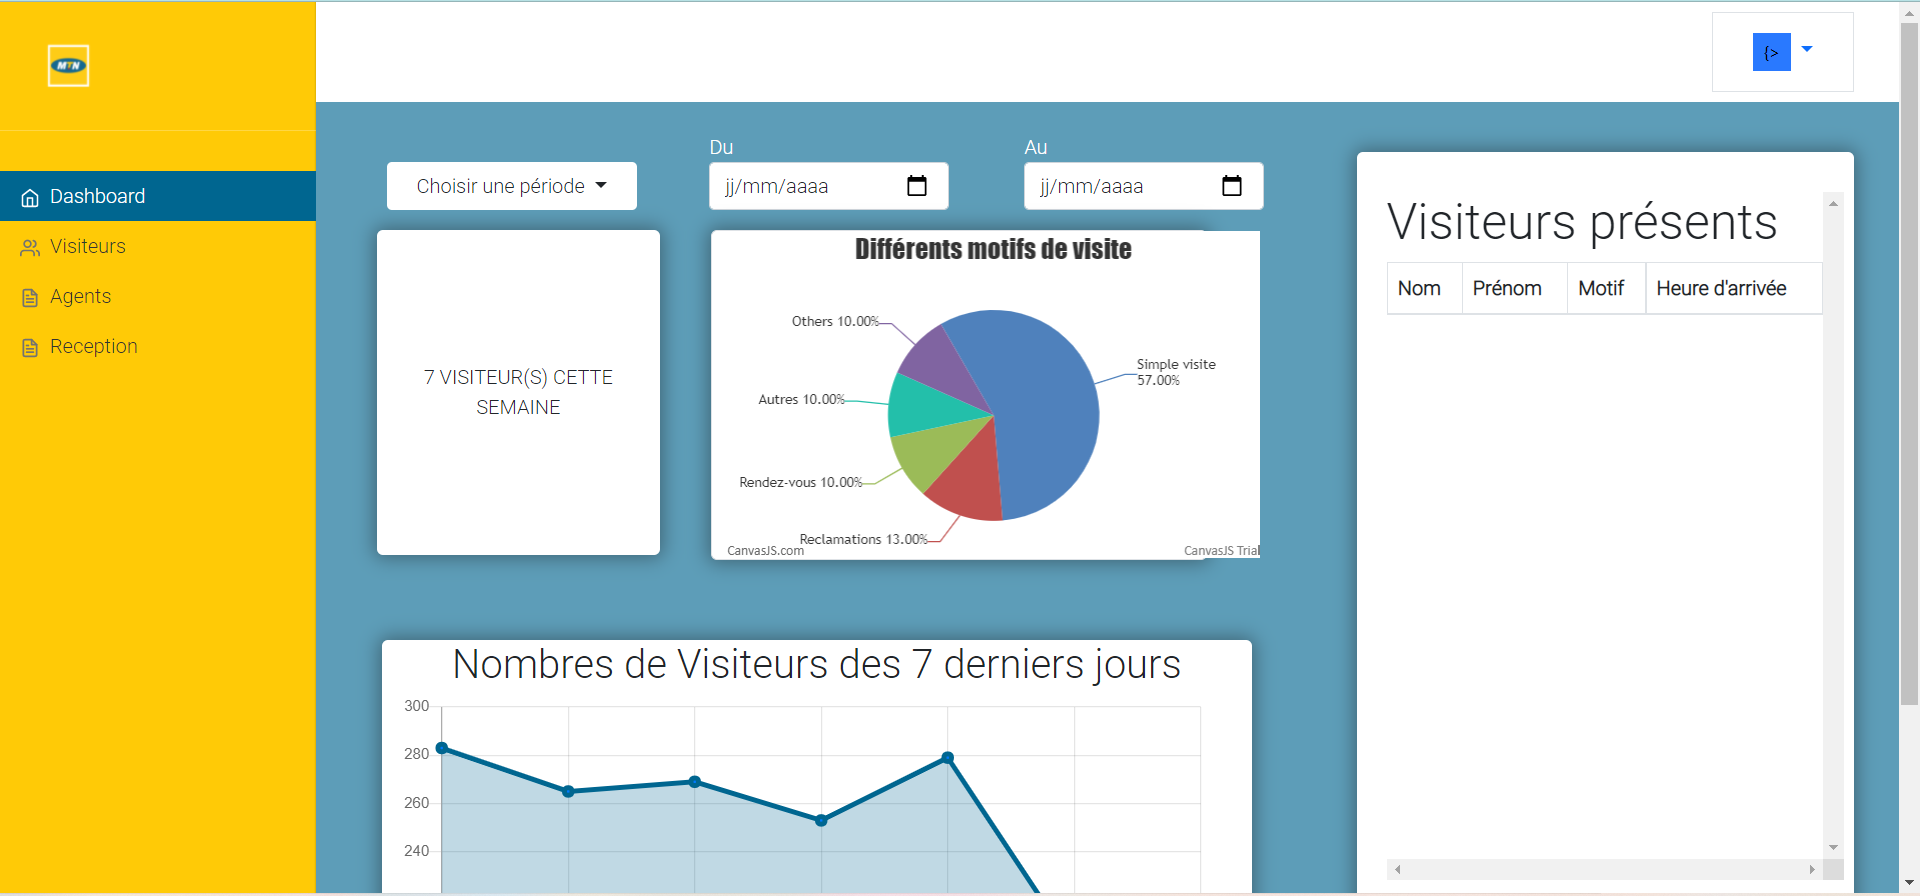 MTN
{>
Dashboard
Visiteurs
Agents
Reception
Choisir une période
Du
jj/mm/aaaa
Au
jj/mm/aaaa
7 VISITEUR(S) CETTE
SEMAINE
Différents motifs de visite
Others 10.00%
Simple visite
57.00%
Autres 10.00%
Rendez-vous 10.00%
Reclamations 13.00%
CanvasJS.com
CanvasJS Trial
Visiteurs présents
Nom Prénom Motif Heure d'arrivée
Nombres de Visiteurs des 7 derniers jours
300
280
260
240